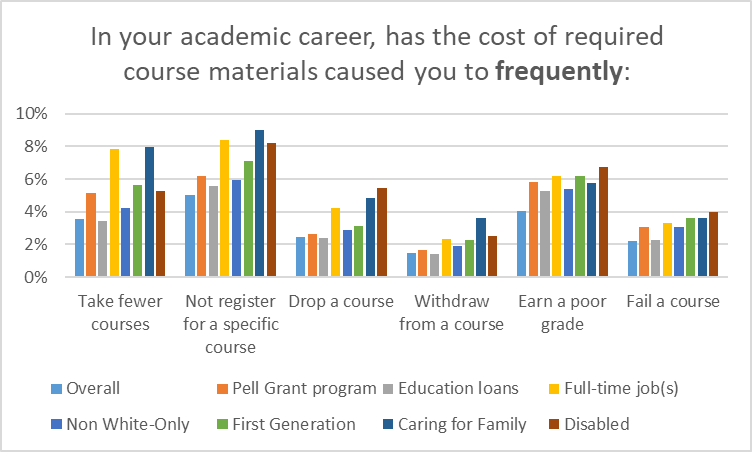 In your academic career, has the cost of required
course materials caused you to frequently:
10%
8%
6%
4%
2%
0%
Take fewer
courses
Not register
for a specific
course
Drop a course
Withdraw
from a course
Earn a poor
grade
Fail a course
Overall
Pell Grant program
Education loans
Full-time job(s)
Non White-Only
First Generation
Caring for Family
Disabled